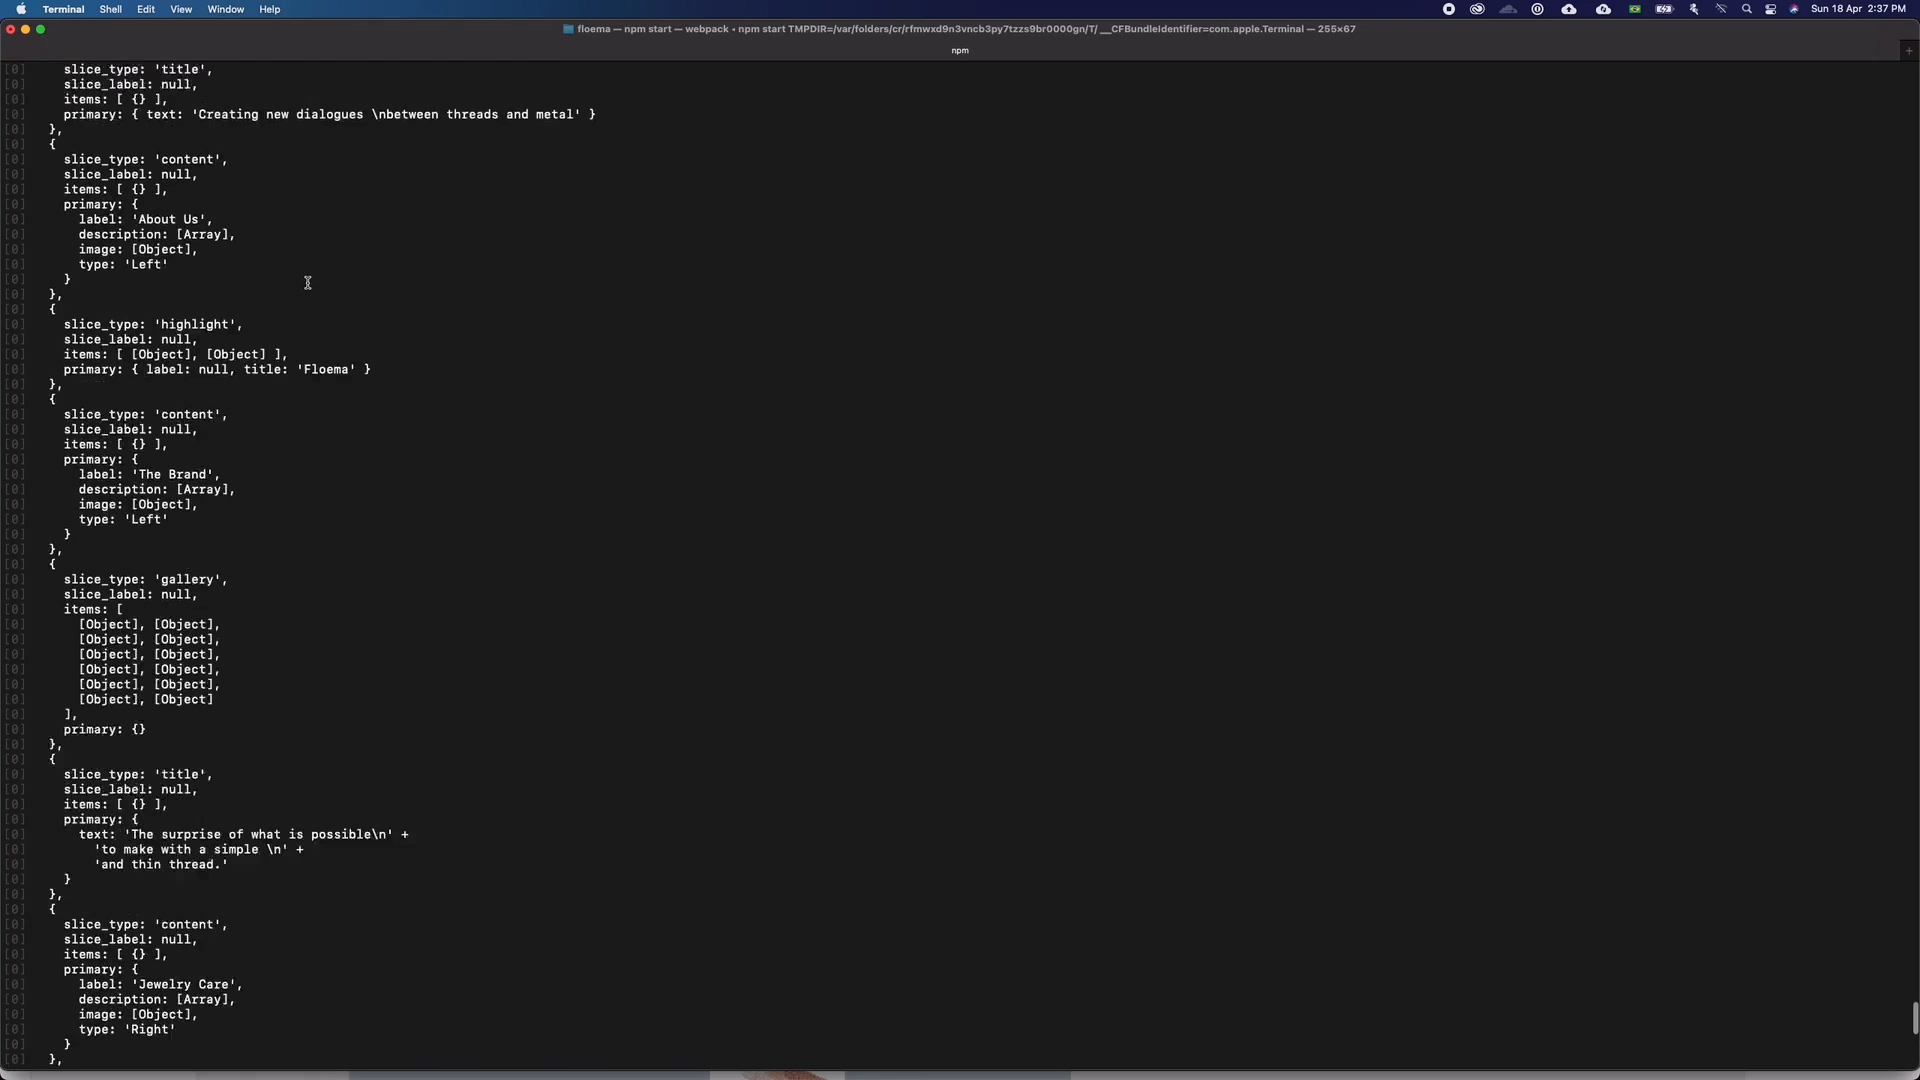 Terminal Shell Edit View Window Help Sun 18 Apr 2:37 PM
floema — npm start — webpack ◂ npm start TMPDIR=/var/folders/cr/rfmwxd9n3vncb3py7tzzs9br0000gn/T/ __CFBundleIdentifier=com.apple.Terminal — 255×67
npm
[0]     slice_type: 'title',
[0]     slice_label: null,
[0]     items: [ {} ],
[0]     primary: { text: 'Creating new dialogues \nbetween threads and metal' }
[0]   },
[0]   {
[0]     slice_type: 'content',
[0]     slice_label: null,
[0]     items: [ {} ],
[0]     primary: {
[0]       label: 'About Us',
[0]       description: [Array],
[0]       image: [Object],
[0]       type: 'Left'
[0]     }
[0]   },
[0]   {
[0]     slice_type: 'highlight',
[0]     slice_label: null,
[0]     items: [ [Object], [Object] ],
[0]     primary: { label: null, title: 'Floema' }
[0]   },
[0]   {
[0]     slice_type: 'content',
[0]     slice_label: null,
[0]     items: [ {} ],
[0]     primary: {
[0]       label: 'The Brand',
[0]       description: [Array],
[0]       image: [Object],
[0]       type: 'Left'
[0]     }
[0]   },
[0]   {
[0]     slice_type: 'gallery',
[0]     slice_label: null,
[0]     items: [
[0]       [Object], [Object],
[0]       [Object], [Object],
[0]       [Object], [Object],
[0]       [Object], [Object],
[0]       [Object], [Object],
[0]       [Object], [Object]
[0]     ],
[0]     primary: {}
[0]   },
[0]   {
[0]     slice_type: 'title',
[0]     slice_label: null,
[0]     items: [ {} ],
[0]     primary: {
[0]       text: 'The surprise of what is possible\n' +
[0]         'to make with a simple \n' +
[0]         'and thin thread.'
[0]     }
[0]   },
[0]   {
[0]     slice_type: 'content',
[0]     slice_label: null,
[0]     items: [ {} ],
[0]     primary: {
[0]       label: 'Jewelry Care',
[0]       description: [Array],
[0]       image: [Object],
[0]       type: 'Right'
[0]     }
[0]   },